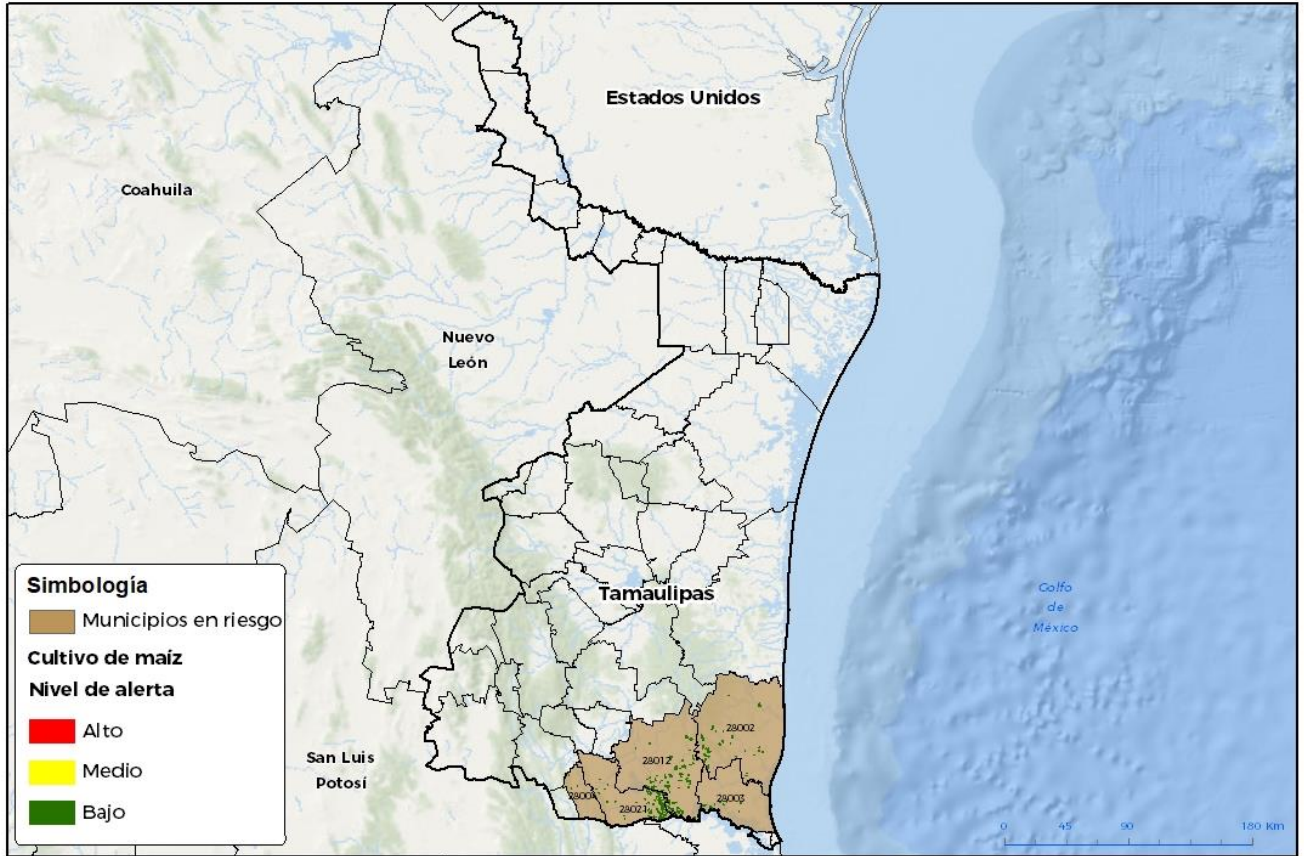 Estados Unidos
Coahuila
Nuevo
León
Tamaulipas
Golfo
de
México
San Luis
Potosí
28002
28012
28003
28021
Simbología
Municipios en riesgo
Cultivo de maíz
Nivel de alerta
Alto
Medio
Bajo
0 45 90 180 Km